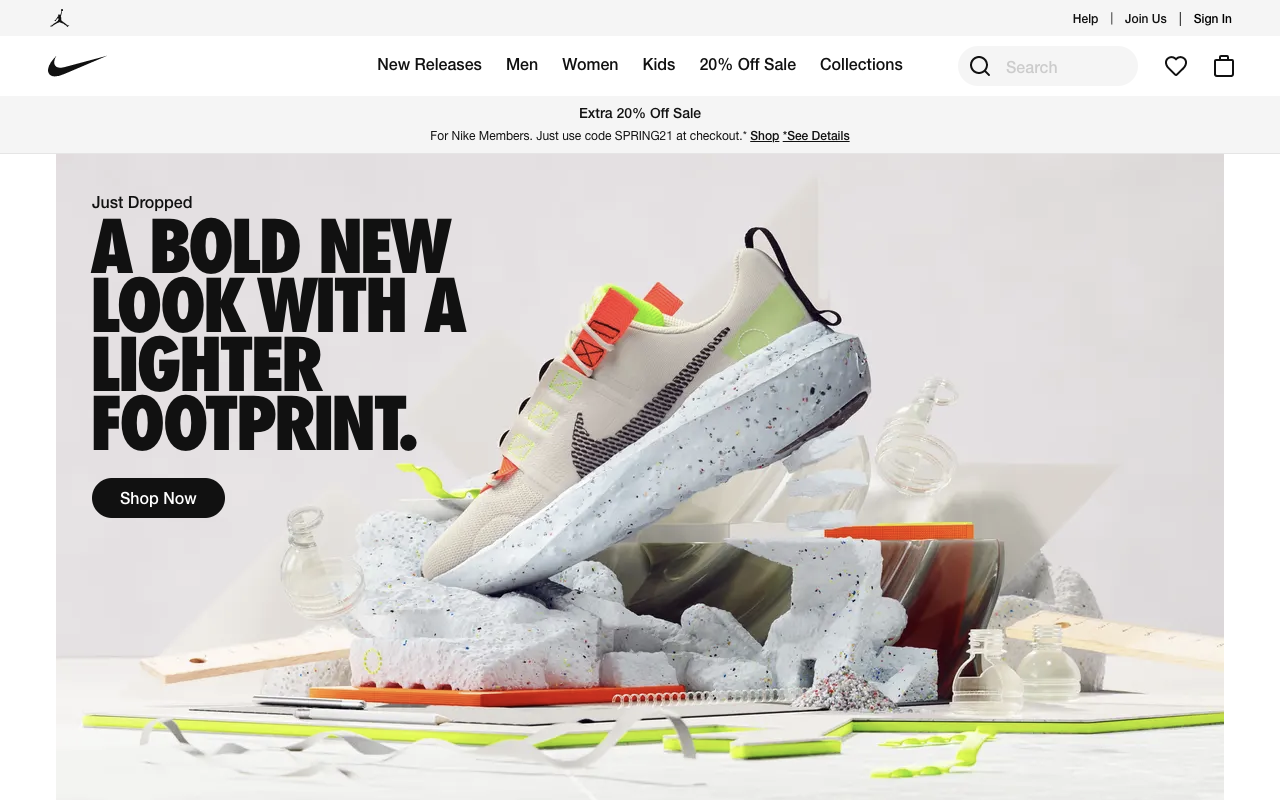 Help | Join Us | Sign In
New Releases Men Women Kids 20% Off Sale Collections Search
Extra 20% Off Sale
For Nike Members. Just use code SPRING21 at checkout.* Shop *See Details
Just Dropped
A BOLD NEW
LOOK WITH A
LIGHTER
FOOTPRINT.
Shop Now